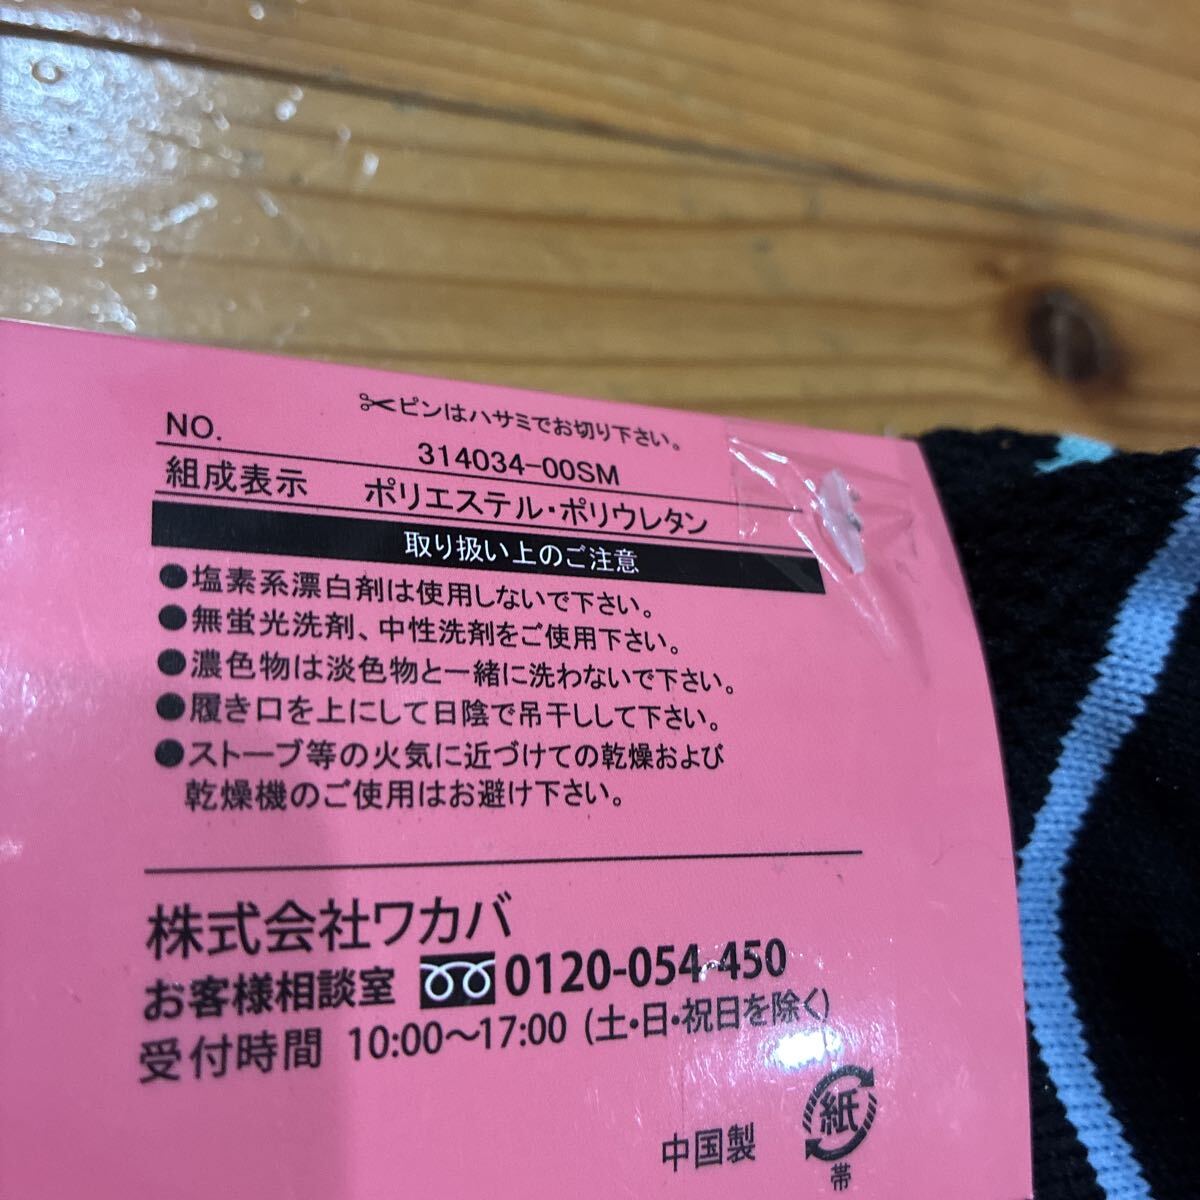 ✂ピンはハサミでお切り下さい。
NO. 314034-00SM
組成表示 ポリエステル・ポリウレタン
取り扱い上のご注意
●塩素系漂白剤は使用しないで下さい。
●無蛍光洗剤、中性洗剤をご使用下さい。
●濃色物は淡色物と一緒に洗わないで下さい。
●履き口を上にして日陰で吊干しして下さい。
●ストーブ等の火気に近づけての乾燥および
乾燥機のご使用はお避け下さい。
株式会社ワカバ
お客様相談室 0120-054-450
受付時間 10:00〜17:00 (土・日・祝日を除く)
中国製
紙
帯